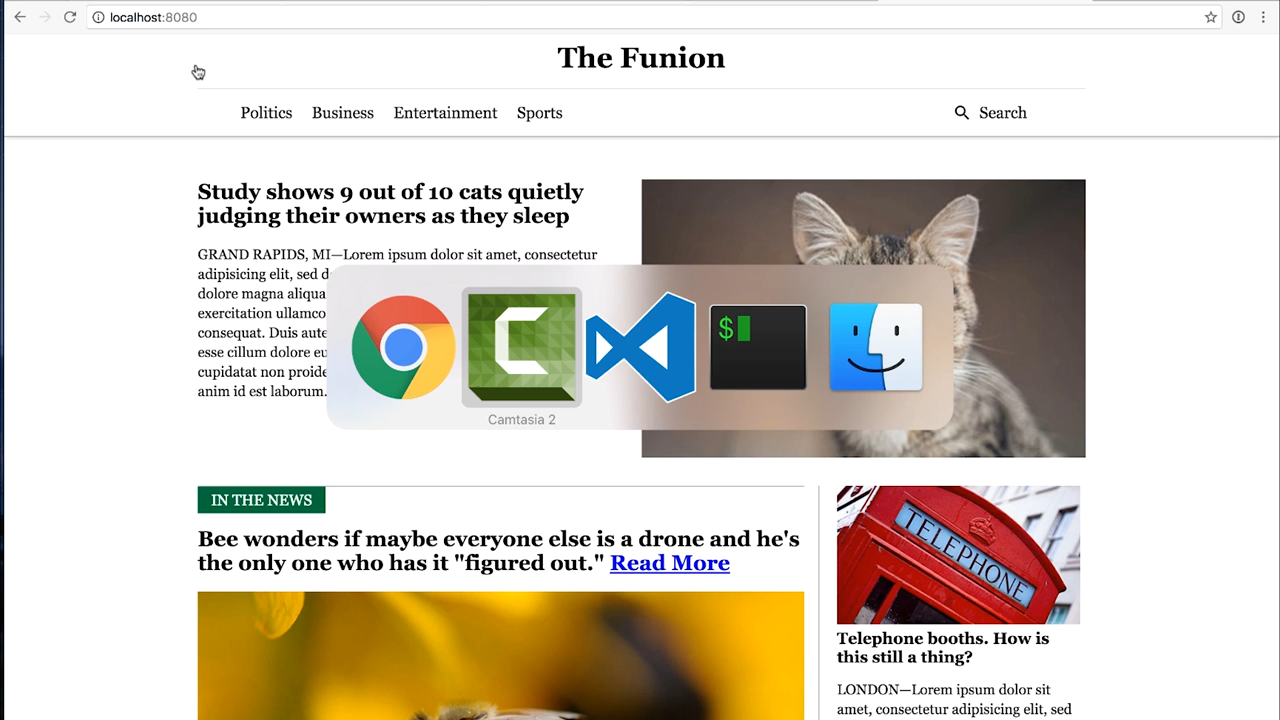 localhost:8080
The Funion
Politics Business Entertainment Sports Search
Study shows 9 out of 10 cats quietly
judging their owners as they sleep
GRAND RAPIDS, MI—Lorem ipsum dolor sit amet, consectetur
adipisicing elit, sed
dolore magna aliqua
exercitation ullamco
consequat. Duis aute
esse cillum dolore eu
cupidatat non proide
anim id est laborum.
$
Camtasia 2
IN THE NEWS
Bee wonders if maybe everyone else is a drone and he's
the only one who has it "figured out." Read More
TELEPHONE
Telephone booths. How is
this still a thing?
LONDON—Lorem ipsum dolor sit
amet, consectetur adipisicing elit, sed